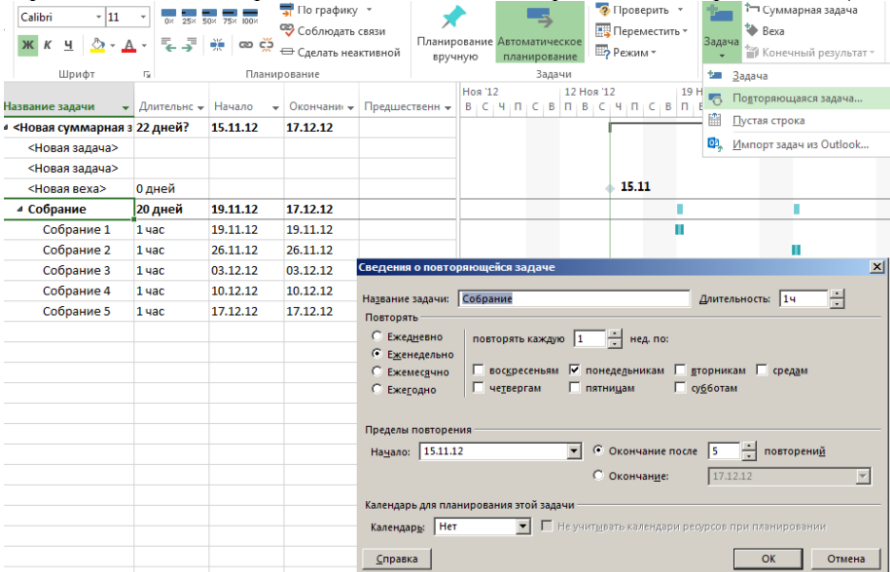 Calibri 11
0× 25× 50× 75× 100×
По графику
Соблюдать связи
Сделать неактивной
Ж К Ч А
Планирование вручную
Автоматическое планирование
Проверить
Переместить
Режим
Задача
Суммарная задача
Веха
Конечный результат
Шрифт
Планирование
Задачи
Задача
Повторяющаяся задача...
Пустая строка
Импорт задач из Outlook...
Название задачи Длительнс Начало Окончани Предшественн
Ноя '12 12 Ноя '12 19 Н
В С Ч П С В П В С Ч П С В П В
<Новая суммарная з 22 дней? 15.11.12 17.12.12
<Новая задача>
<Новая задача>
<Новая веха> 0 дней 15.11
Собрание 20 дней 19.11.12 17.12.12
Собрание 1 1 час 19.11.12 19.11.12
Собрание 2 1 час 26.11.12 26.11.12
Собрание 3 1 час 03.12.12 03.12.12
Собрание 4 1 час 10.12.12 10.12.12
Собрание 5 1 час 17.12.12 17.12.12
Сведения о повторяющейся задаче
Название задачи: Собрание Длительность: 1ч
Повторять
Ежедневно
Еженедельно
Ежемесячно
Ежегодно
повторять каждую 1 нед. по:
воскресеньям понедельникам вторникам средам
четвергам пятницам субботам
Пределы повторения
Начало: 15.11.12 Окончание после 5 повторений
Окончание: 17.12.12
Календарь для планирования этой задачи
Календарь: Нет Не учитывать календари ресурсов при планировании
Справка ОК Отмена